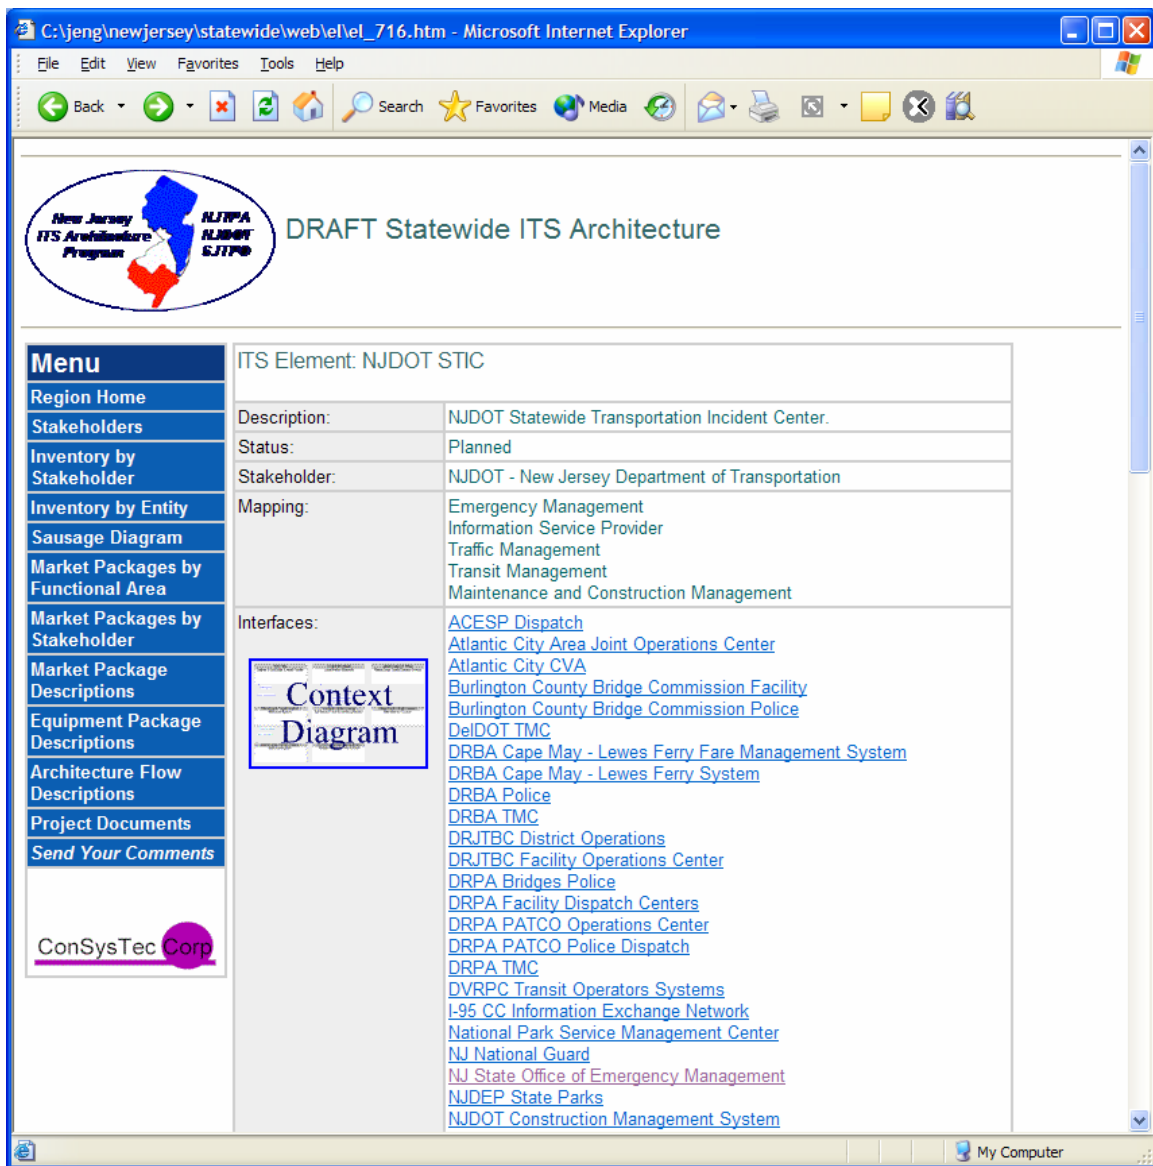 C:\jeng\newjersey\statewide\web\el\el_716.htm - Microsoft Internet Explorer
File Edit View Favorites Tools Help
Back Search Favorites Media
New Jersey
ITS Architecture
Program
NJTPA
NJDOT
SJTPO
DRAFT Statewide ITS Architecture
Menu
Region Home
Stakeholders
Inventory by
Stakeholder
Inventory by Entity
Sausage Diagram
Market Packages by
Functional Area
Market Packages by
Stakeholder
Market Package
Descriptions
Equipment Package
Descriptions
Architecture Flow
Descriptions
Project Documents
Send Your Comments
ConSysTec Corp
ITS Element: NJDOT STIC
Description: NJDOT Statewide Transportation Incident Center.
Status: Planned
Stakeholder: NJDOT - New Jersey Department of Transportation
Mapping: Emergency Management
Information Service Provider
Traffic Management
Transit Management
Maintenance and Construction Management
Interfaces:
Context
Diagram
ACESP Dispatch
Atlantic City Area Joint Operations Center
Atlantic City CVA
Burlington County Bridge Commission Facility
Burlington County Bridge Commission Police
DelDOT TMC
DRBA Cape May - Lewes Ferry Fare Management System
DRBA Cape May - Lewes Ferry System
DRBA Police
DRBA TMC
DRJTBC District Operations
DRJTBC Facility Operations Center
DRPA Bridges Police
DRPA Facility Dispatch Centers
DRPA PATCO Operations Center
DRPA PATCO Police Dispatch
DRPA TMC
DVRPC Transit Operators Systems
I-95 CC Information Exchange Network
National Park Service Management Center
NJ National Guard
NJ State Office of Emergency Management
NJDEP State Parks
NJDOT Construction Management System
My Computer